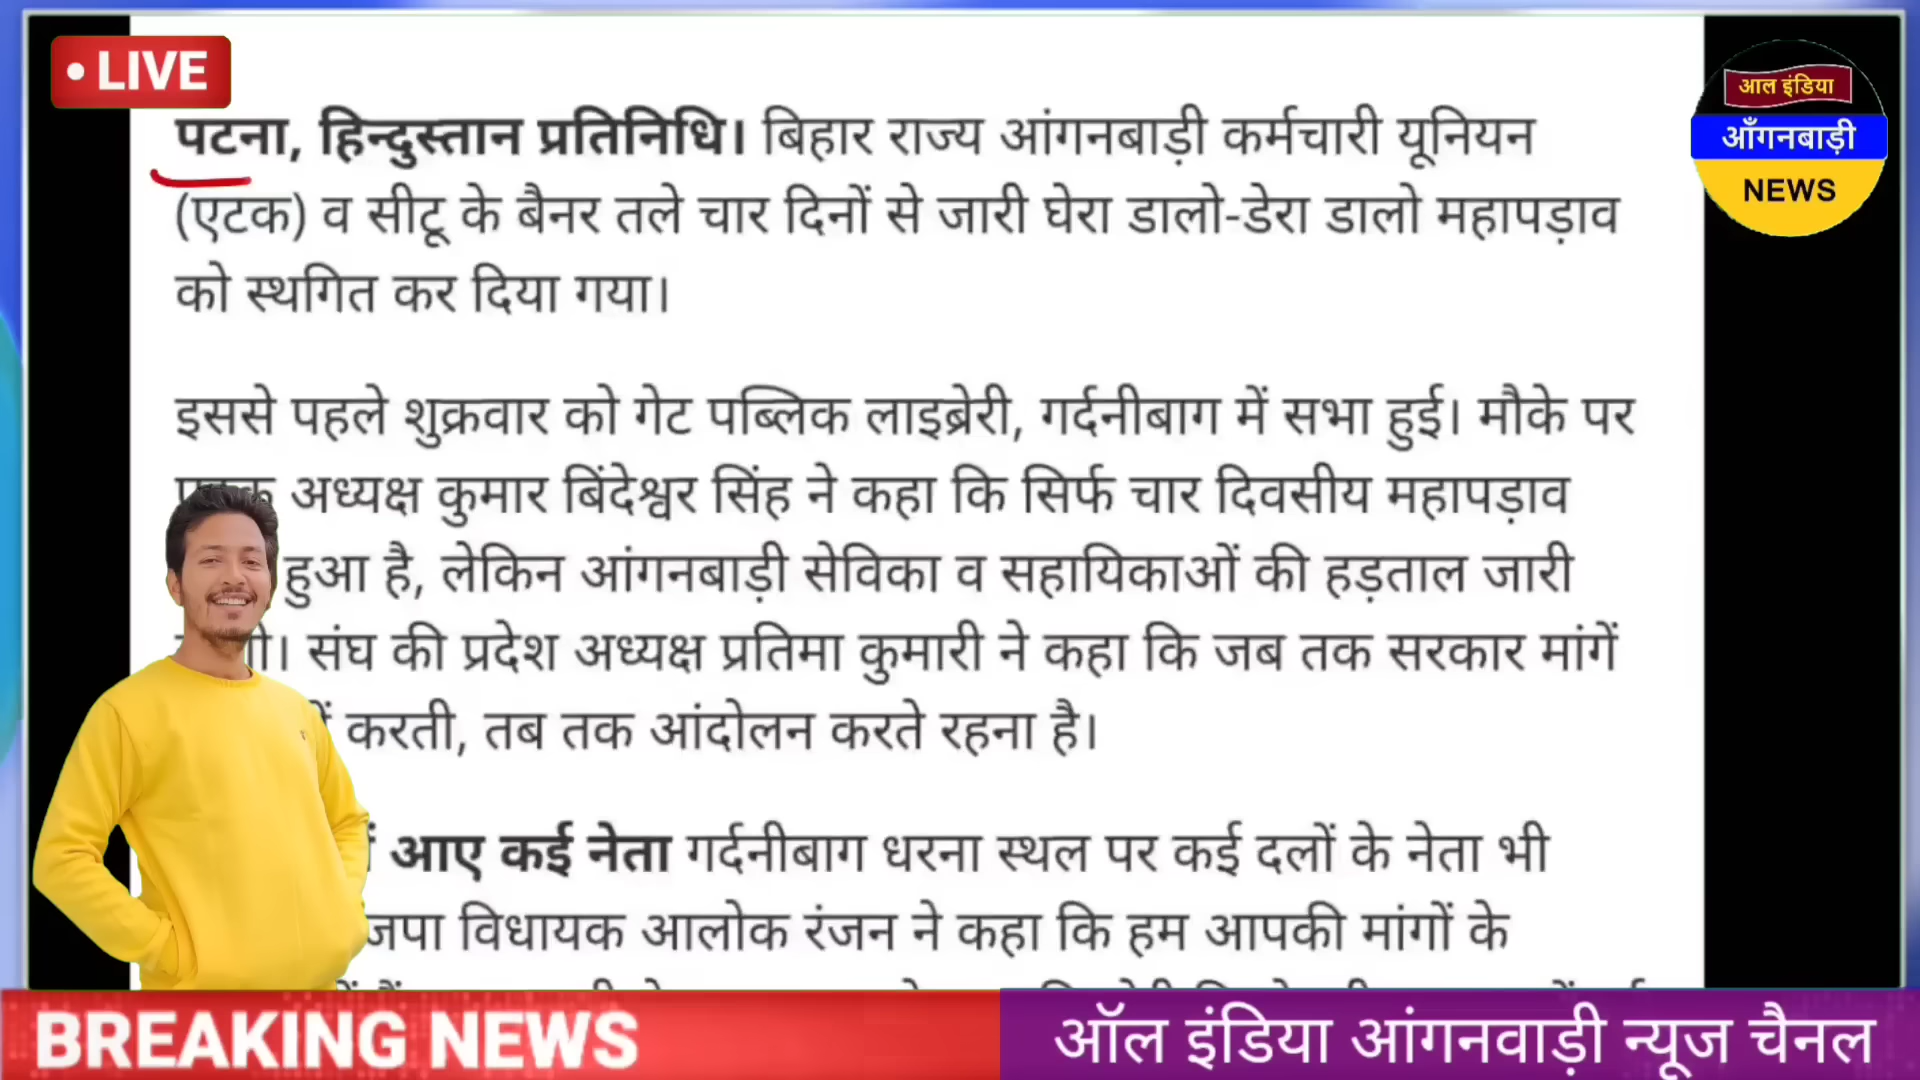 • LIVE
आल इंडिया
आँगनबाड़ी
NEWS
पटना, हिन्दुस्तान प्रतिनिधि। बिहार राज्य आंगनबाड़ी कर्मचारी यूनियन
(एटक) व सीटू के बैनर तले चार दिनों से जारी घेरा डालो-डेरा डालो महापड़ाव
को स्थगित कर दिया गया।
इससे पहले शुक्रवार को गेट पब्लिक लाइब्रेरी, गर्दनीबाग में सभा हुई। मौके पर
अध्यक्ष कुमार बिंदेश्वर सिंह ने कहा कि सिर्फ चार दिवसीय महापड़ाव
हुआ है, लेकिन आंगनबाड़ी सेविका व सहायिकाओं की हड़ताल जारी
संघ की प्रदेश अध्यक्ष प्रतिमा कुमारी ने कहा कि जब तक सरकार मांगें
करती, तब तक आंदोलन करते रहना है।
आए कई नेता गर्दनीबाग धरना स्थल पर कई दलों के नेता भी
विधायक आलोक रंजन ने कहा कि हम आपकी मांगों के
BREAKING NEWS
ऑल इंडिया आंगनवाड़ी न्यूज चैनल